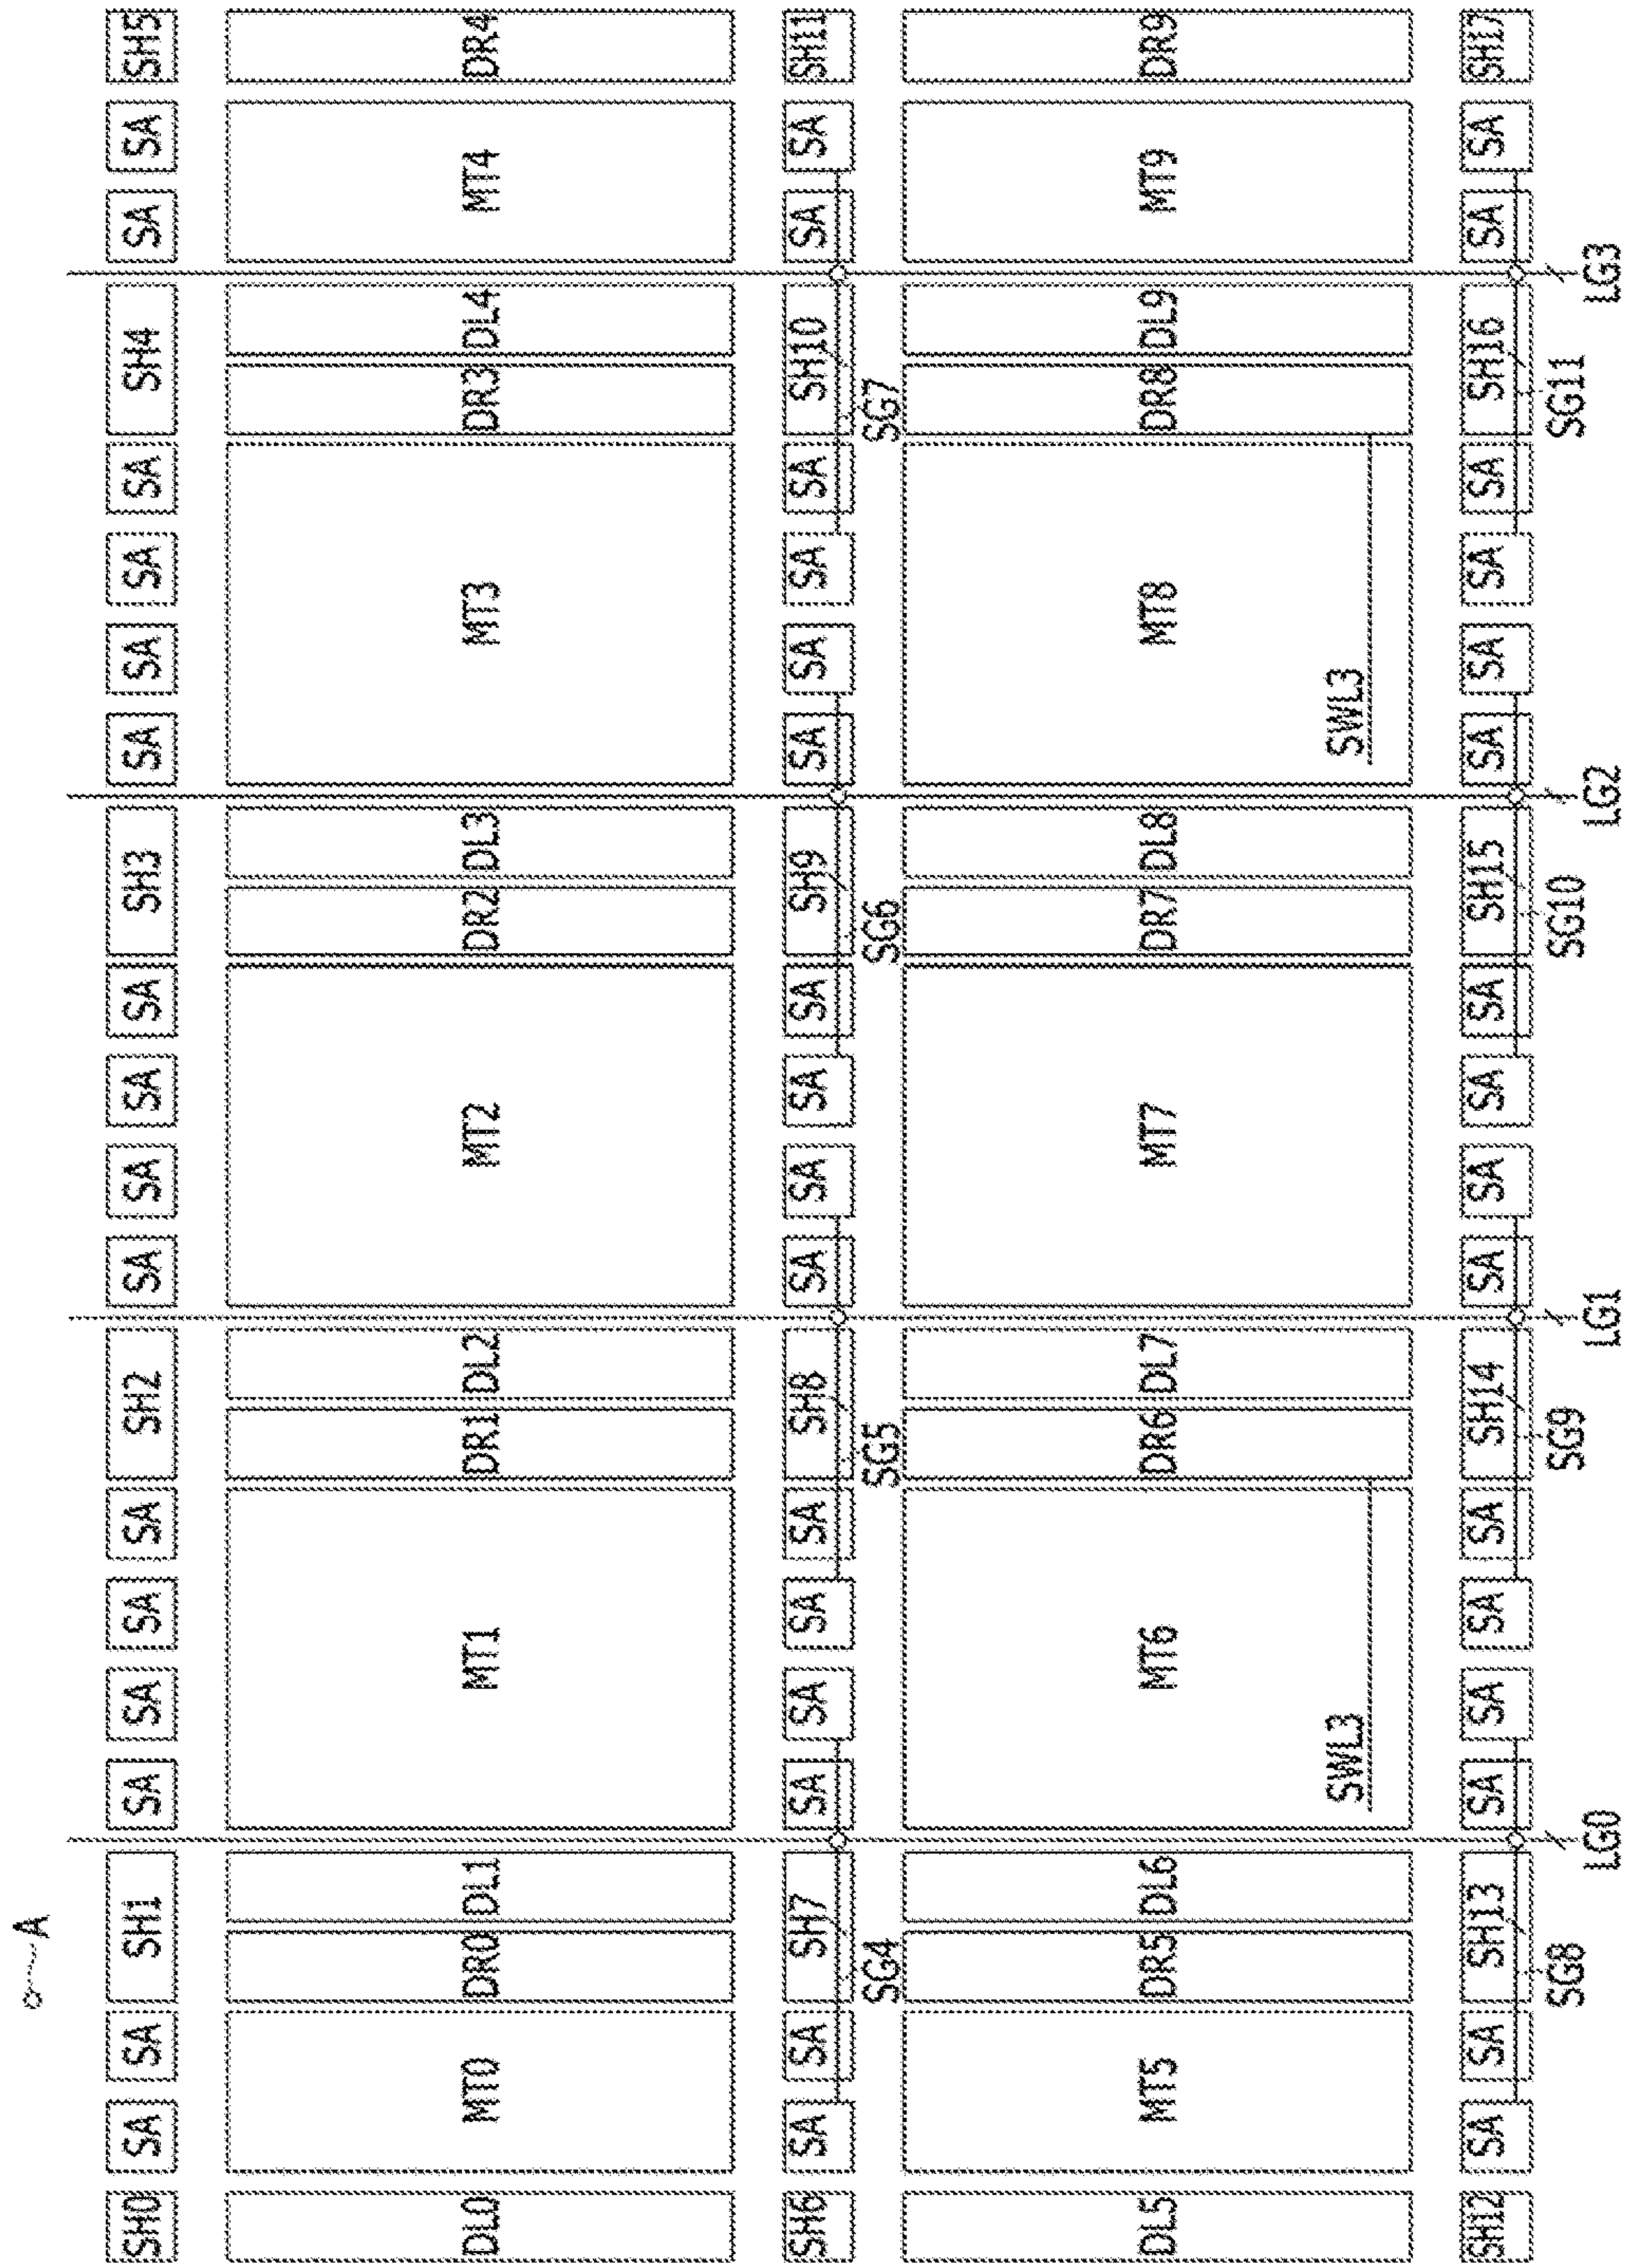 A
SH0 SA SA SH1 SA SA SA SA SH2 SA SA SA SA SH3 SA SA SA SA SH4 SA SA SH5
DL0 MT0 DR0 DL1 MT1 DR1 DL2 MT2 DR2 DL3 MT3 DR3 DL4 MT4 DR4
SH6 SA SA SH7 SA SA SA SA SH8 SA SA SA SA SH9 SA SA SA SA SH10 SA SA SH11
SG4 SG5 SG6 SG7
DL5 MT5 DR5 DL6 MT6 DR6 DL7 MT7 DR7 DL8 MT8 DR8 DL9 MT9 DR9
SWL3 SWL3
SH12 SA SA SH13 SA SA SA SA SH14 SA SA SA SA SH15 SA SA SA SA SH16 SA SA SH17
SG8 SG9 SG10 SG11
LG0 LG1 LG2 LG3